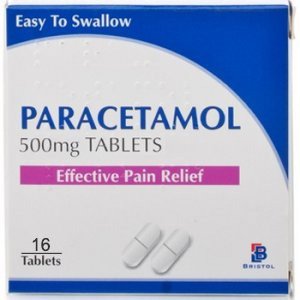 Easy To Swallow
PARACETAMOL
500mg TABLETS
Effective Pain Relief
16
Tablets
B
BRISTOL